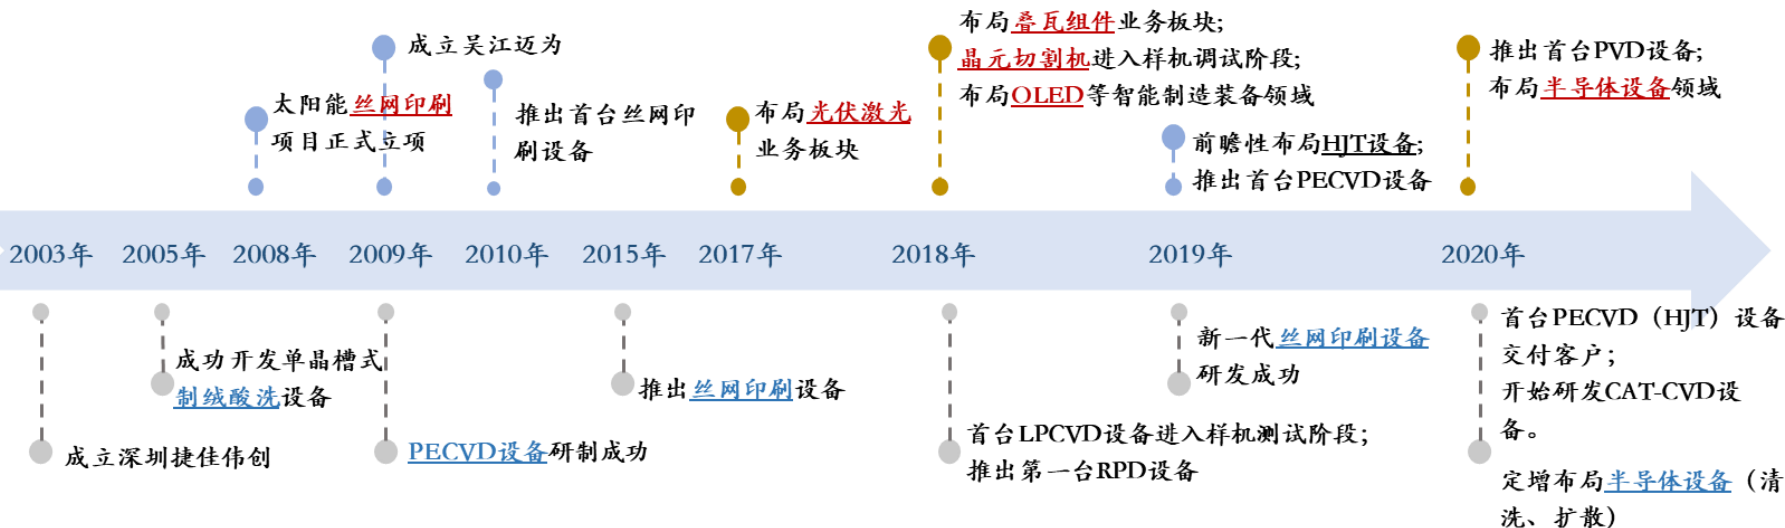 成立吴江迈为
太阳能丝网印刷
项目正式立项
推出首台丝网印
刷设备
布局光伏激光
业务板块
布局叠瓦组件业务板块;
晶元切割机进入样机调试阶段;
布局OLED等智能制造装备领域
前瞻性布局HJT设备;
推出首台PECVD设备
推出首台PVD设备;
布局半导体设备领域
2003年 2005年 2008年 2009年 2010年 2015年 2017年 2018年 2019年 2020年
成立深圳捷佳伟创
成功开发单晶槽式
制绒酸洗设备
PECVD设备研制成功
推出丝网印刷设备
首台LPCVD设备进入样机测试阶段;
推出第一台RPD设备
新一代丝网印刷设备
研发成功
首台PECVD（HJT）设备
交付客户;
开始研发CAT-CVD设
备。
定增布局半导体设备（清
洗、扩散）